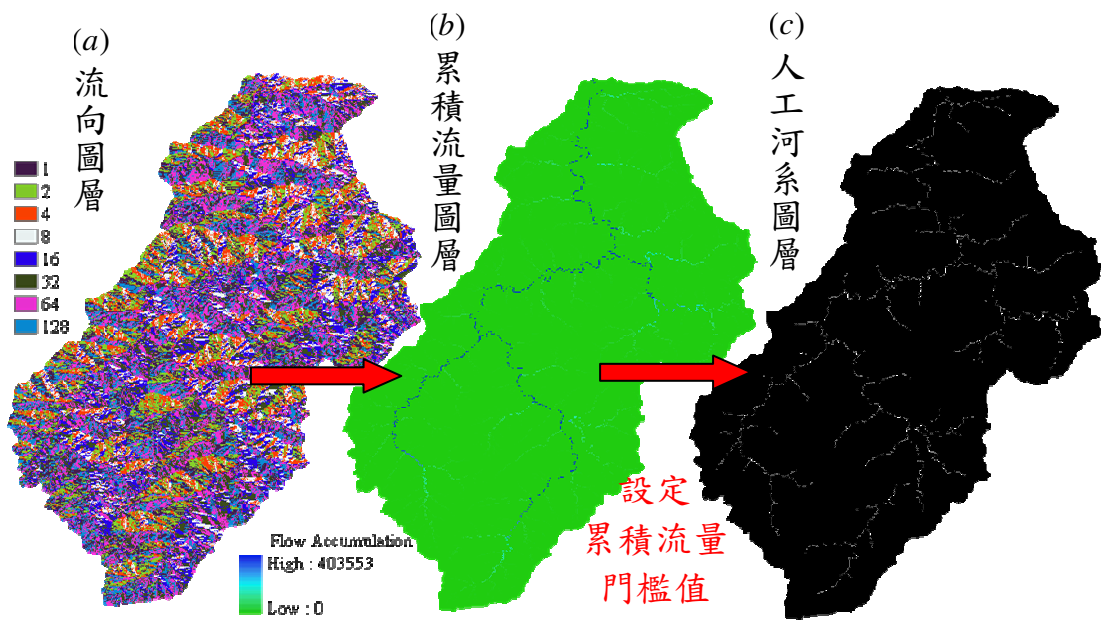 (a)
流向圖層
1
2
4
8
16
32
64
128
(b)
累積流量圖層
Flow Accumulation
High : 403553
Low : 0
設定
累積流量
門檻值
(c)
人工河系圖層